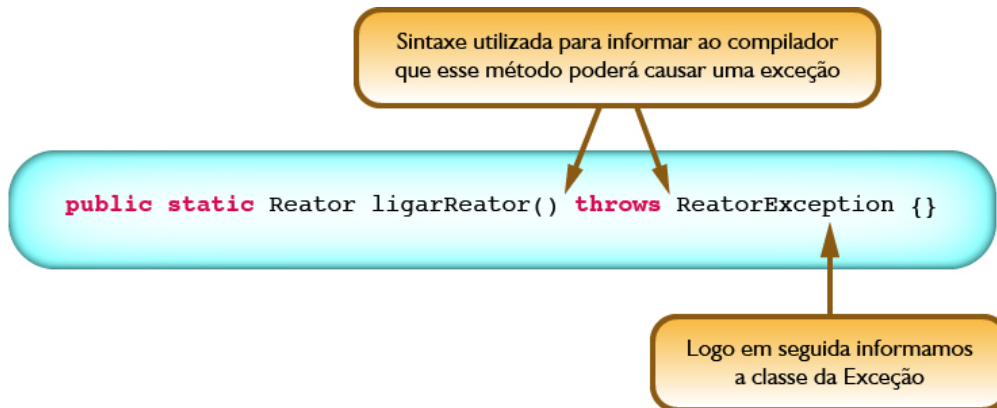 Sintaxe utilizada para informar ao compilador
que esse método poderá causar uma exceção
public static Reator ligarReator() throws ReatorException {}
Logo em seguida informamos
a classe da Exceção